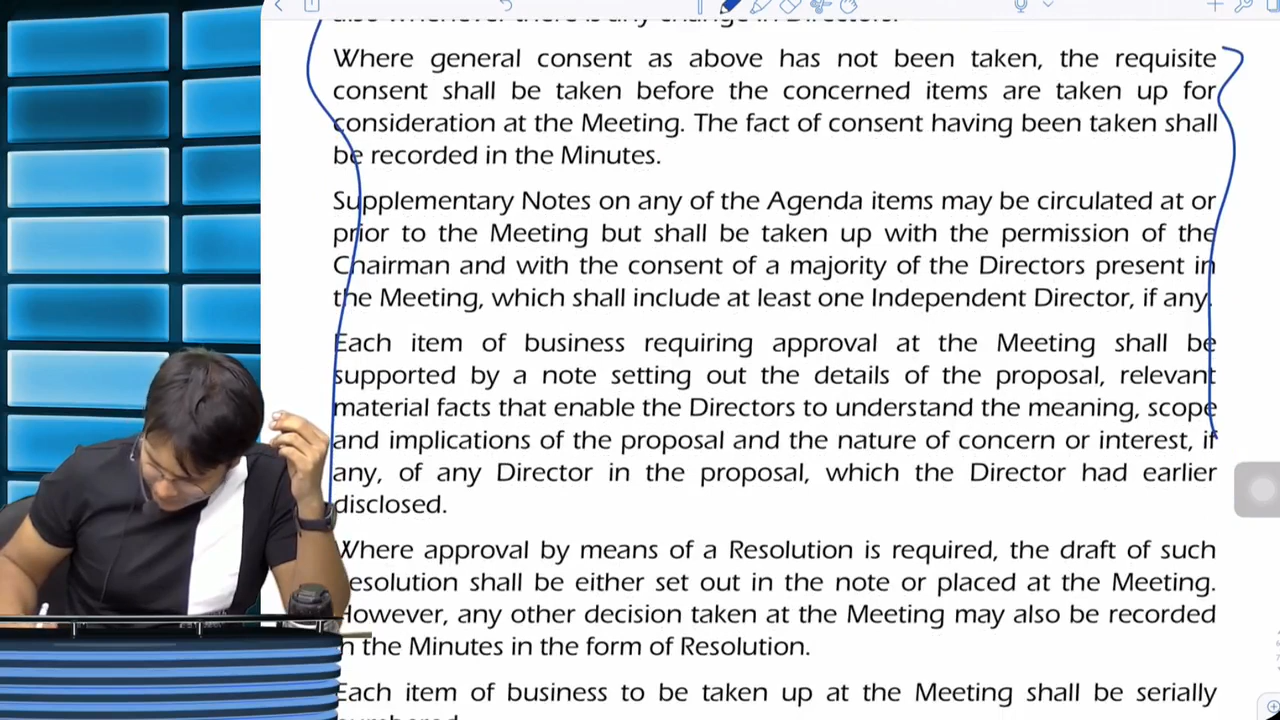 also whenever there is any change in Directors.
Where general consent as above has not been taken, the requisite
consent shall be taken before the concerned items are taken up for
consideration at the Meeting. The fact of consent having been taken shall
be recorded in the Minutes.
Supplementary Notes on any of the Agenda items may be circulated at or
prior to the Meeting but shall be taken up with the permission of the
Chairman and with the consent of a majority of the Directors present in
the Meeting, which shall include at least one Independent Director, if any.
Each item of business requiring approval at the Meeting shall be
supported by a note setting out the details of the proposal, relevant
material facts that enable the Directors to understand the meaning, scope
and implications of the proposal and the nature of concern or interest, if
any, of any Director in the proposal, which the Director had earlier
disclosed.
Where approval by means of a Resolution is required, the draft of such
esolution shall be either set out in the note or placed at the Meeting.
However, any other decision taken at the Meeting may also be recorded
in the Minutes in the form of Resolution.
Each item of business to be taken up at the Meeting shall be serially
numbered.